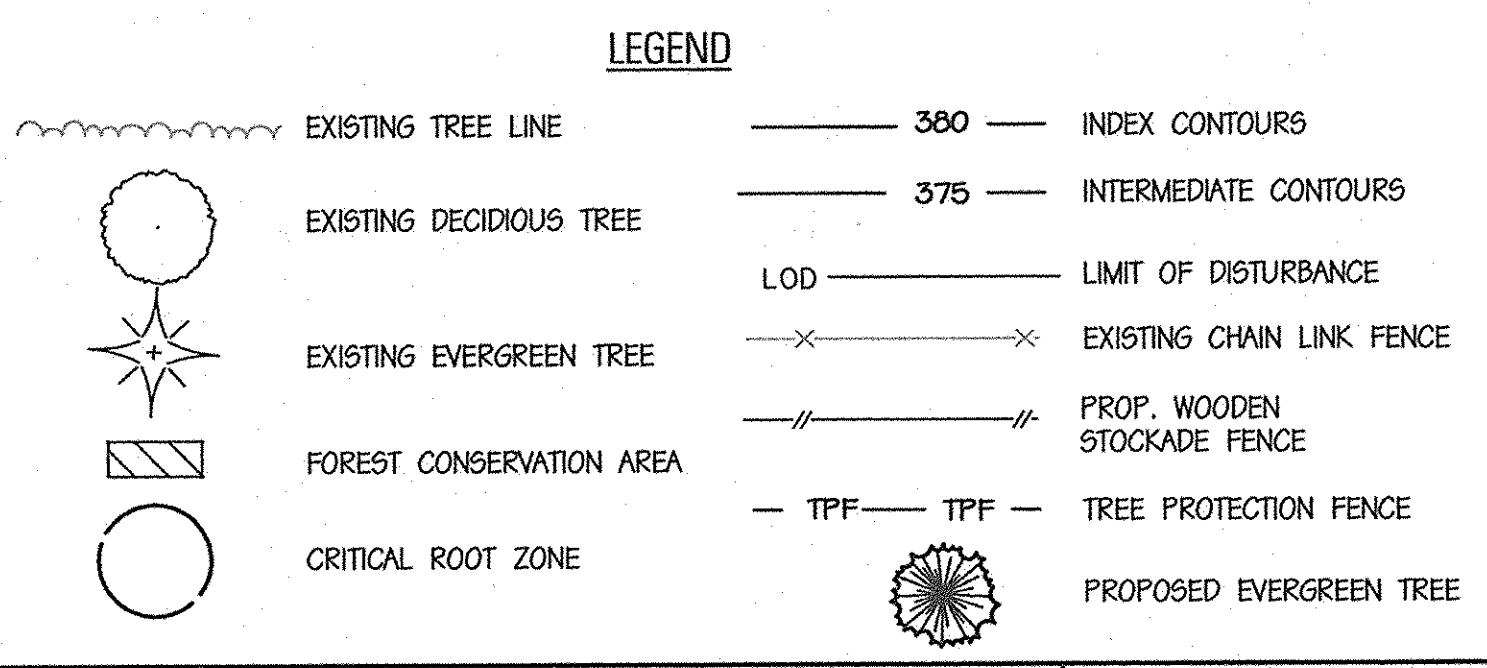 LEGEND
EXISTING TREE LINE
EXISTING DECIDIOUS TREE
EXISTING EVERGREEN TREE
FOREST CONSERVATION AREA
CRITICAL ROOT ZONE
380 INDEX CONTOURS
375 INTERMEDIATE CONTOURS
LOD LIMIT OF DISTURBANCE
EXISTING CHAIN LINK FENCE
PROP. WOODEN
STOCKADE FENCE
TPF TPF TREE PROTECTION FENCE
PROPOSED EVERGREEN TREE